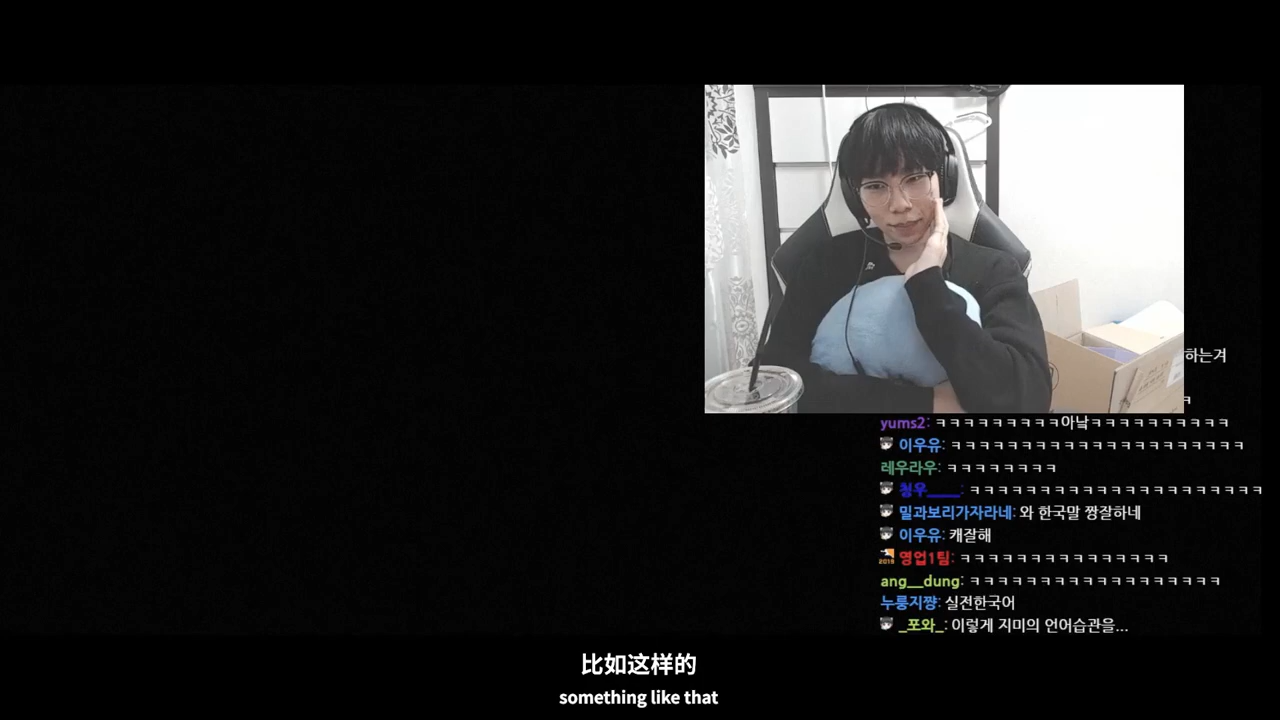 하는겨
ㅋ
yums2: ㅋㅋㅋㅋㅋㅋㅋㅋㅋ아낰ㅋㅋㅋㅋㅋㅋㅋㅋㅋㅋ
이우유: ㅋㅋㅋㅋㅋㅋㅋㅋㅋㅋㅋㅋㅋㅋㅋㅋㅋㅋㅋㅋㅋ
레우라우: ㅋㅋㅋㅋㅋㅋㅋㅋ
청우____: ㅋㅋㅋㅋㅋㅋㅋㅋㅋㅋㅋㅋㅋㅋㅋㅋㅋㅋㅋㅋㅋ
밀과보리가자라네: 와 한국말 짱잘하네
이우유: 캐잘해
2019 영업1팀: ㅋㅋㅋㅋㅋㅋㅋㅋㅋㅋㅋㅋㅋㅋㅋ
ang__dung: ㅋㅋㅋㅋㅋㅋㅋㅋㅋㅋㅋㅋㅋㅋㅋㅋㅋㅋ
누룽지쨩: 실전한국어
_포와_: 이렇게 지미의 언어습관을...
比如这样的
something like that